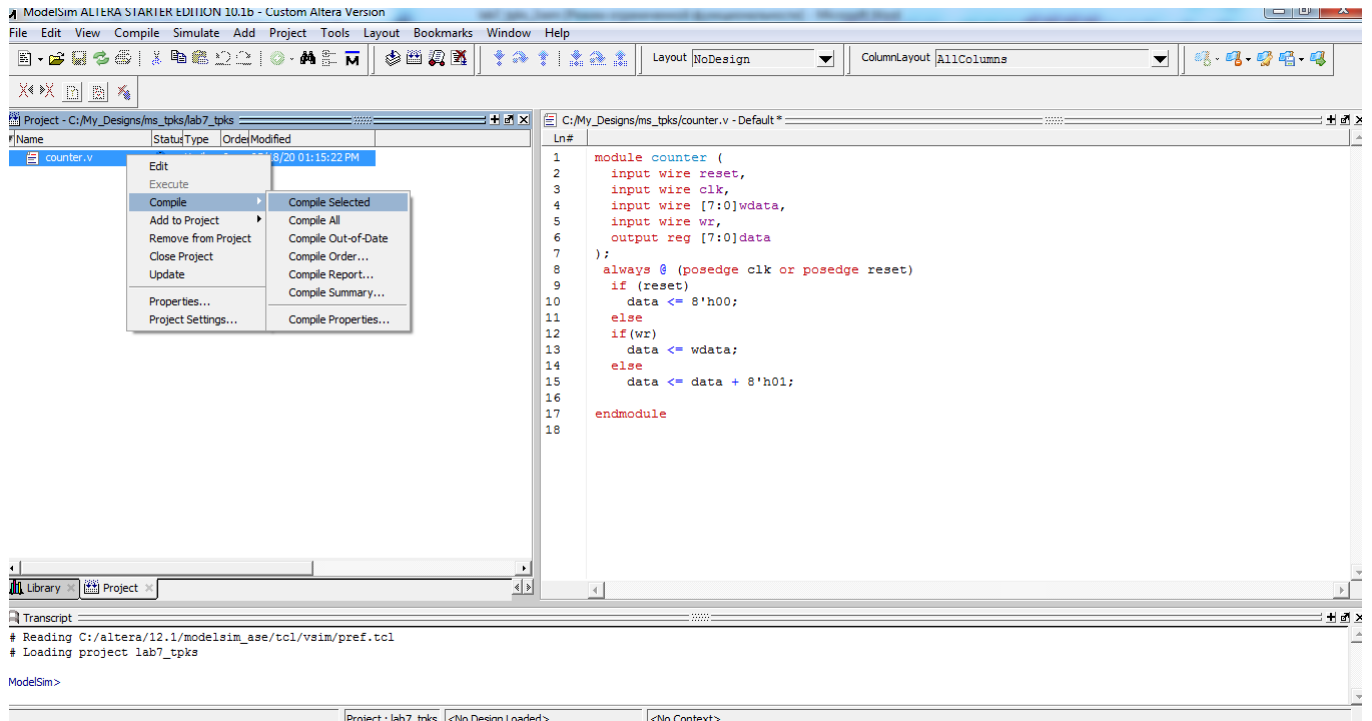 ModelSim ALTERA STARTER EDITION 10.1b - Custom Altera Version
File Edit View Compile Simulate Add Project Tools Layout Bookmarks Window Help
Layout NoDesign
ColumnLayout AllColumns
Project - C:/My_Designs/ms_tpks/lab7_tpks
Name Status Type Order Modified
counter.v 8/20 01:15:22 PM
Edit
Execute
Compile
Add to Project
Remove from Project
Close Project
Update
Properties...
Project Settings...
Compile Selected
Compile All
Compile Out-of-Date
Compile Order...
Compile Report...
Compile Summary...
Compile Properties...
Library
Project
C:/My_Designs/ms_tpks/counter.v - Default *
Ln#
1 module counter (
2 input wire reset,
3 input wire clk,
4 input wire [7:0]wdata,
5 input wire wr,
6 output reg [7:0]data
7 );
8 always @ (posedge clk or posedge reset)
9 if (reset)
10 data <= 8'h00;
11 else
12 if(wr)
13 data <= wdata;
14 else
15 data <= data + 8'h01;
16
17 endmodule
18
Transcript
# Reading C:/altera/12.1/modelsim_ase/tcl/vsim/pref.tcl
# Loading project lab7_tpks
ModelSim>
Project : lab7_tpks <No Design Loaded> <No Context>